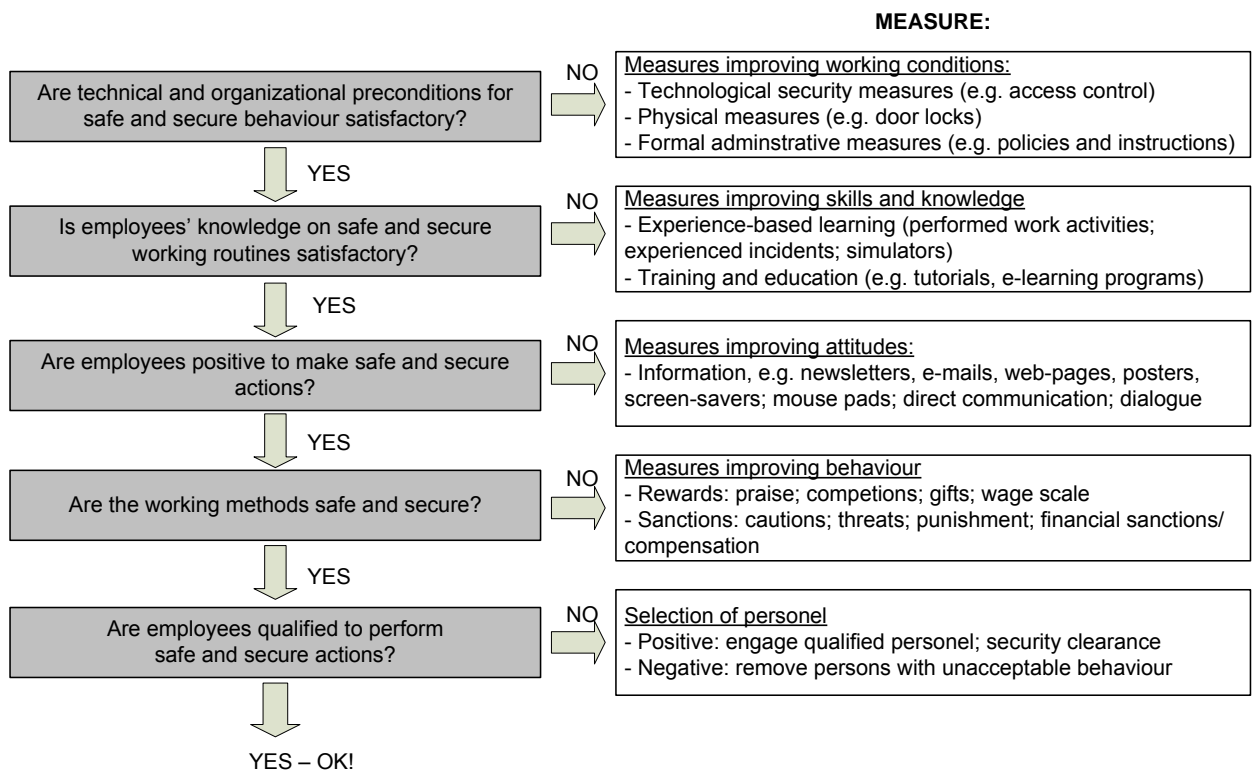 MEASURE:
Are technical and organizational preconditions for
safe and secure behaviour satisfactory?
NO
Measures improving working conditions:
- Technological security measures (e.g. access control)
- Physical measures (e.g. door locks)
- Formal adminstrative measures (e.g. policies and instructions)
YES
Is employees’ knowledge on safe and secure
working routines satisfactory?
NO
Measures improving skills and knowledge
- Experience-based learning (performed work activities;
experienced incidents; simulators)
- Training and education (e.g. tutorials, e-learning programs)
YES
Are employees positive to make safe and secure
actions?
NO
Measures improving attitudes:
- Information, e.g. newsletters, e-mails, web-pages, posters,
screen-savers; mouse pads; direct communication; dialogue
YES
Are the working methods safe and secure?
NO
Measures improving behaviour
- Rewards: praise; competions; gifts; wage scale
- Sanctions: cautions; threats; punishment; financial sanctions/
compensation
YES
Are employees qualified to perform
safe and secure actions?
NO
Selection of personel
- Positive: engage qualified personel; security clearance
- Negative: remove persons with unacceptable behaviour
YES – OK!